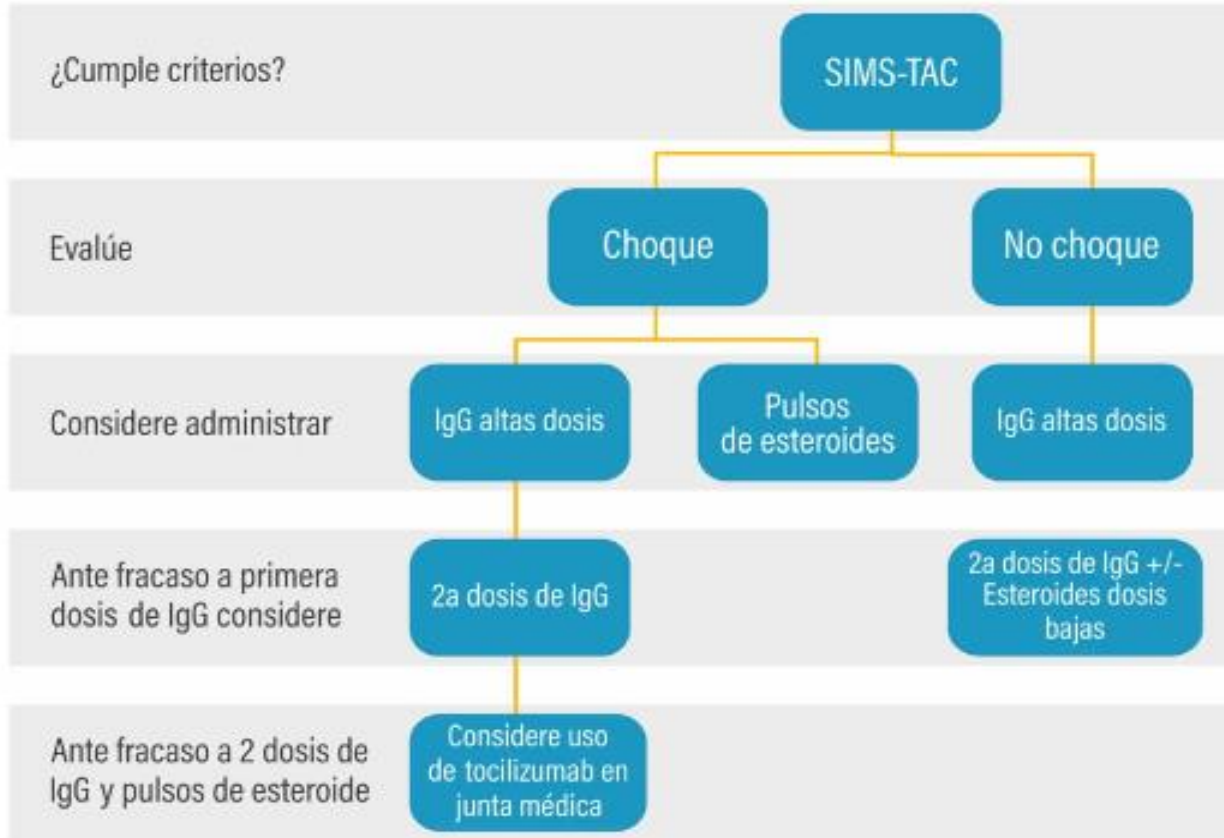 ¿Cumple criterios?
SIMS-TAC
Evalúe
Choque
No choque
Considere administrar
IgG altas dosis
Pulsos
de esteroides
IgG altas dosis
Ante fracaso a primera
dosis de IgG considere
2a dosis de IgG
2a dosis de IgG +/-
Esteroides dosis
bajas
Ante fracaso a 2 dosis de
IgG y pulsos de esteroide
Considere uso
de tocilizumab en
junta médica